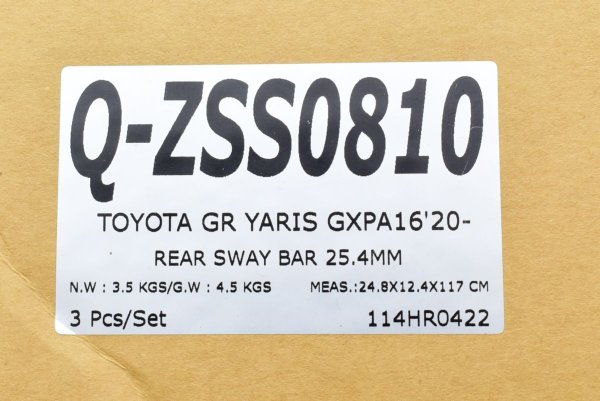 Q-ZSS0810
TOYOTA GR YARIS GXPA16'20-
REAR SWAY BAR 25.4MM
N.W : 3.5 KGS/G.W : 4.5 KGS MEAS.:24.8X12.4X117 CM
3 Pcs/Set 114HR0422